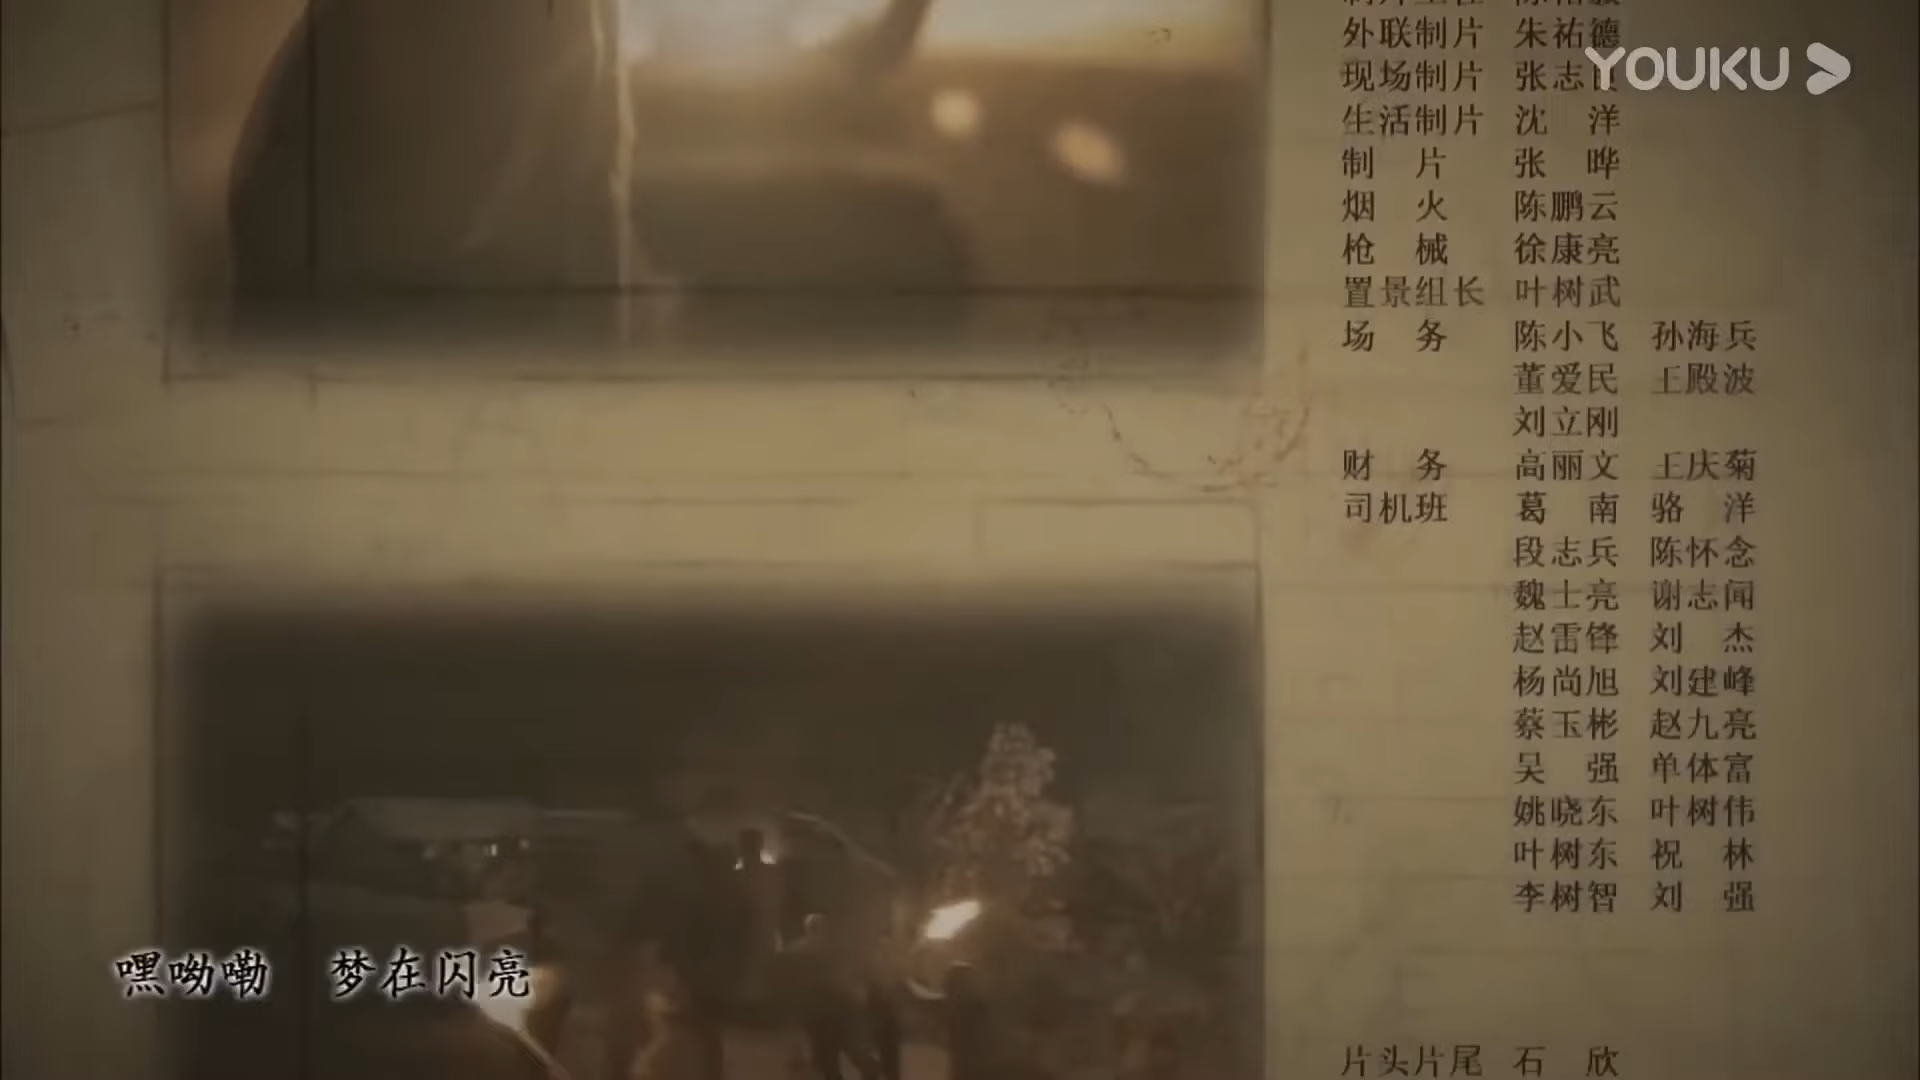 外联制片 朱祐德
YOUKU
现场制片 张志良
生活制片 沈 洋
制 片 张 晔
烟 火 陈鹏云
枪 械 徐康亮
置景组长 叶树武
场 务 陈小飞 孙海兵
董爱民 王殿波
刘立刚
财 务 高丽文 王庆菊
司机班 葛 南 骆 洋
段志兵 陈怀念
魏士亮 谢志闻
赵雷锋 刘 杰
杨尚旭 刘建峰
蔡玉彬 赵九亮
吴 强 单体富
姚晓东 叶树伟
叶树东 祝 林
李树智 刘 强
嘿呦嘞 梦在闪亮
片头片尾 石 欣